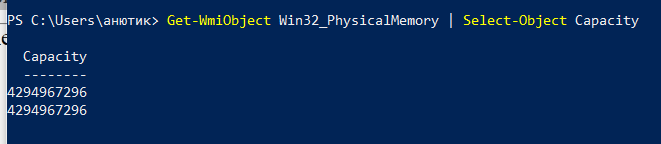 PS C:\Users\анютик> Get-WmiObject Win32_PhysicalMemory | Select-Object Capacity
Capacity
--------
4294967296
4294967296